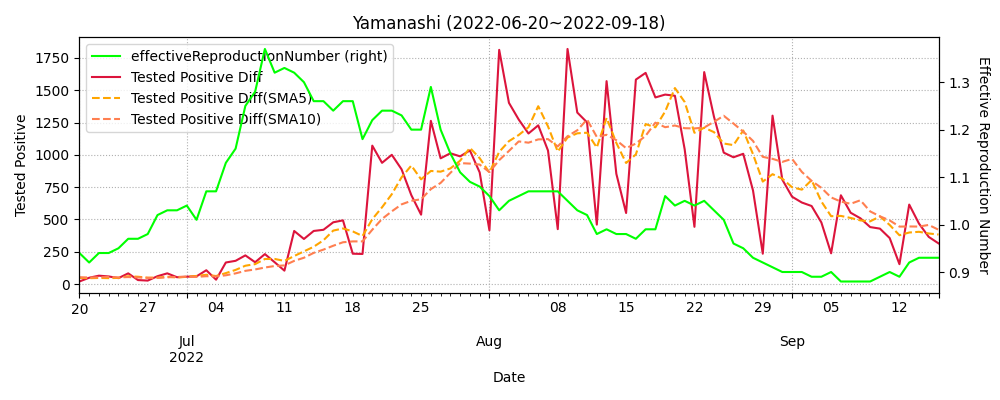 Yamanashi (2022-06-20~2022-09-18)
effectiveReproductionNumber (right)
Tested Positive Diff
Tested Positive Diff(SMA5)
Tested Positive Diff(SMA10)
Tested Positive
1750
1500
1250
1000
750
500
250
0
Effective Reproduction Number
1.3
1.2
1.1
1.0
0.9
20 27 04 11 18 25 08 15 22 29 05 12
Jul Aug Sep
2022
Date